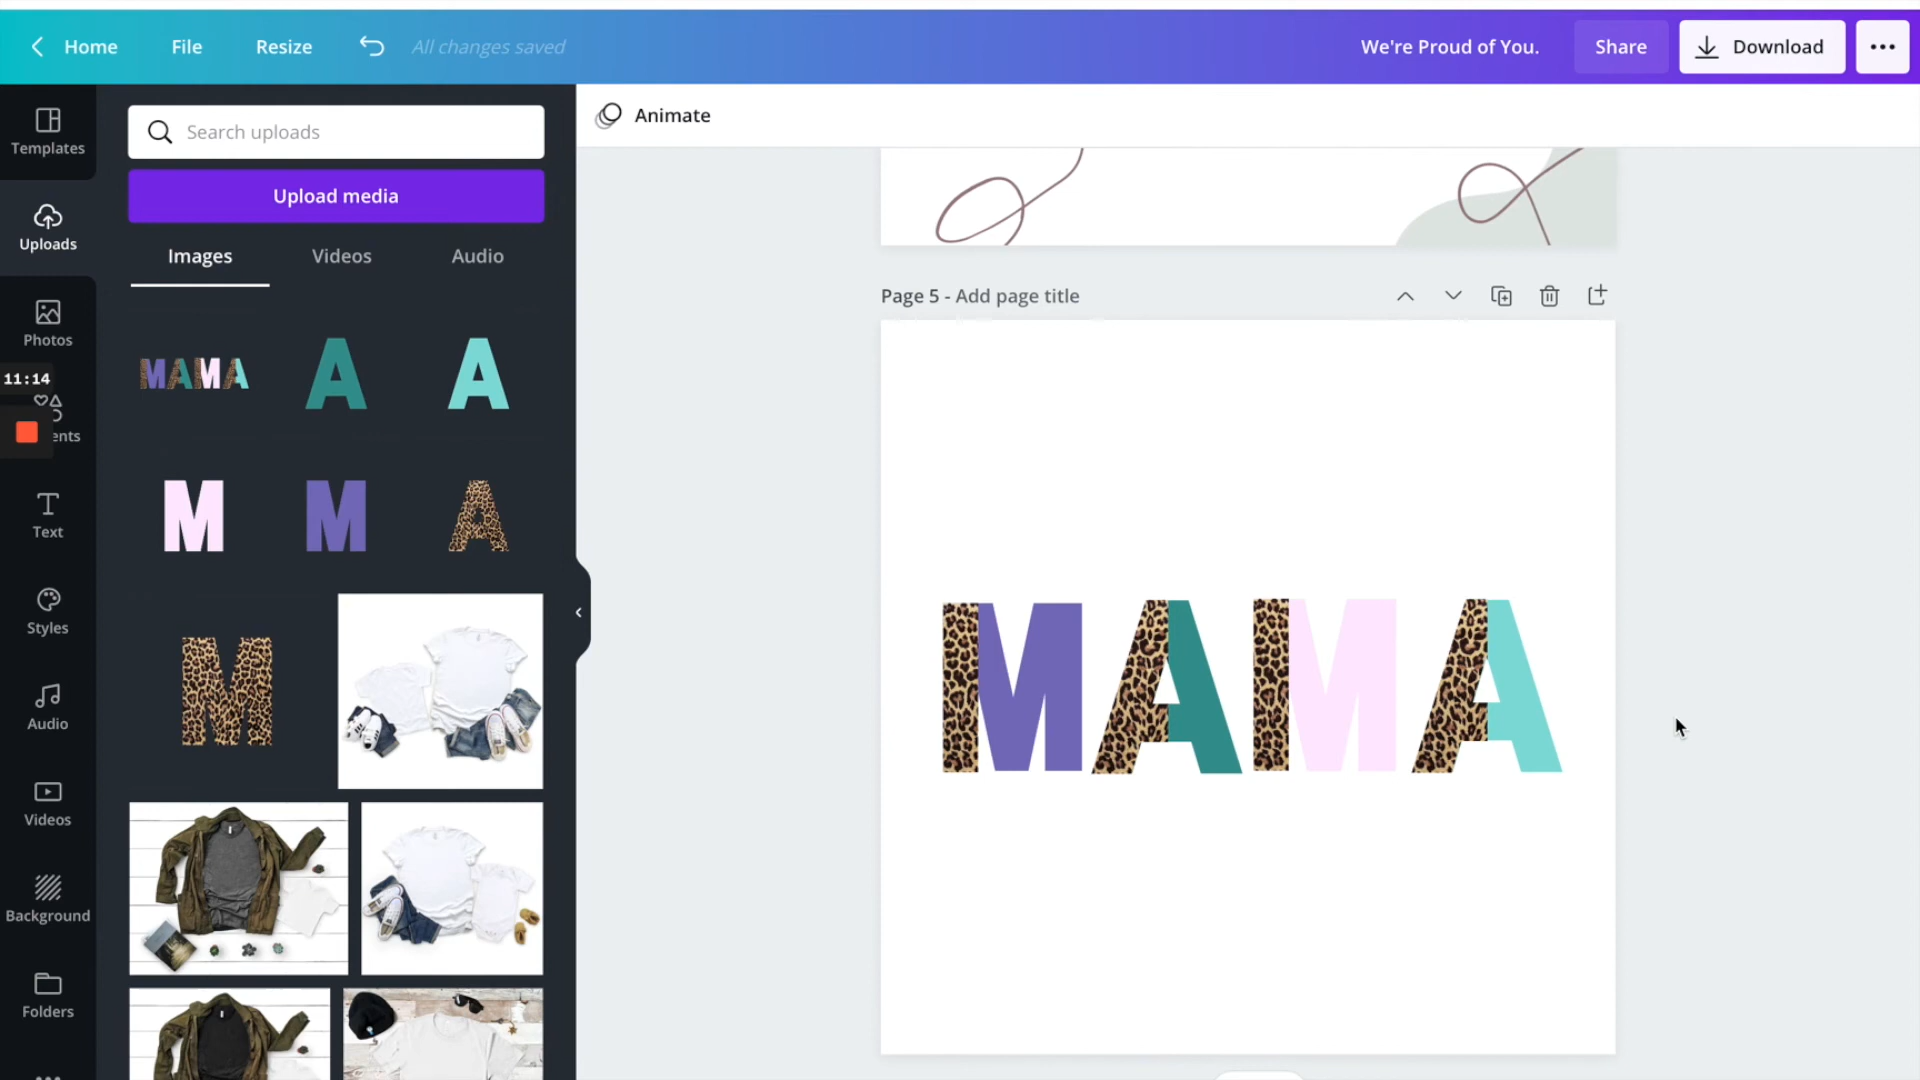 Home File Resize All changes saved We're Proud of You. Share Download
Templates
Uploads
Photos
11:14
ents
Text
Styles
Audio
Videos
Background
Folders
Search uploads
Upload media
Images Videos Audio
MAMA A A
M M A
M
Animate
Page 5 - Add page title
MAMA